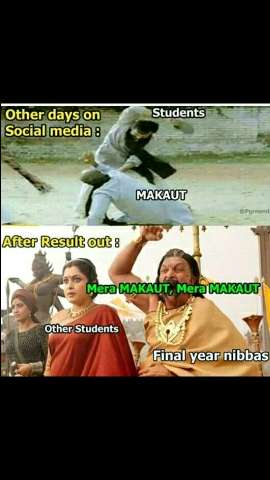 Other days on
Social media :
Students
MAKAUT
After Result out :
Mera MAKAUT, Mera MAKAUT
Other Students
Final year nibbas